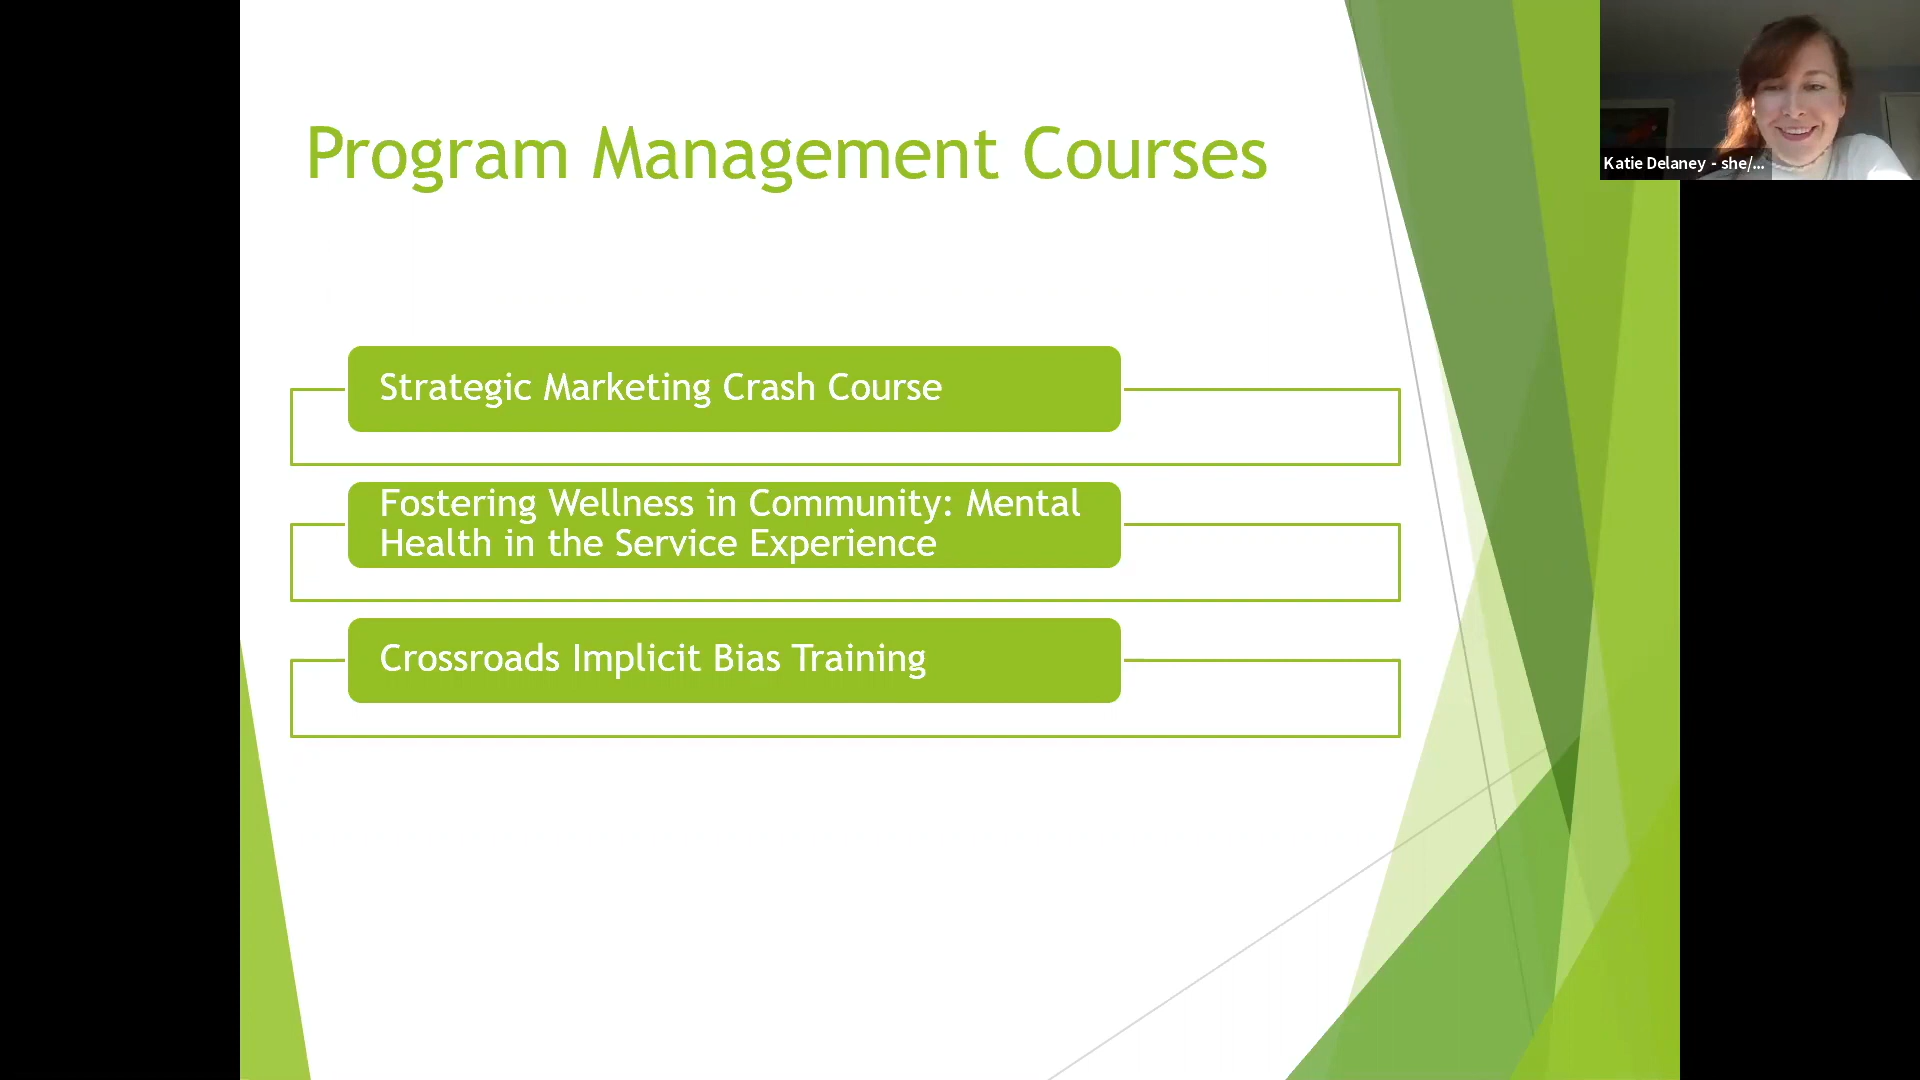 Program Management Courses
Strategic Marketing Crash Course
Fostering Wellness in Community: Mental
Health in the Service Experience
Crossroads Implicit Bias Training
Katie Delaney - she/...